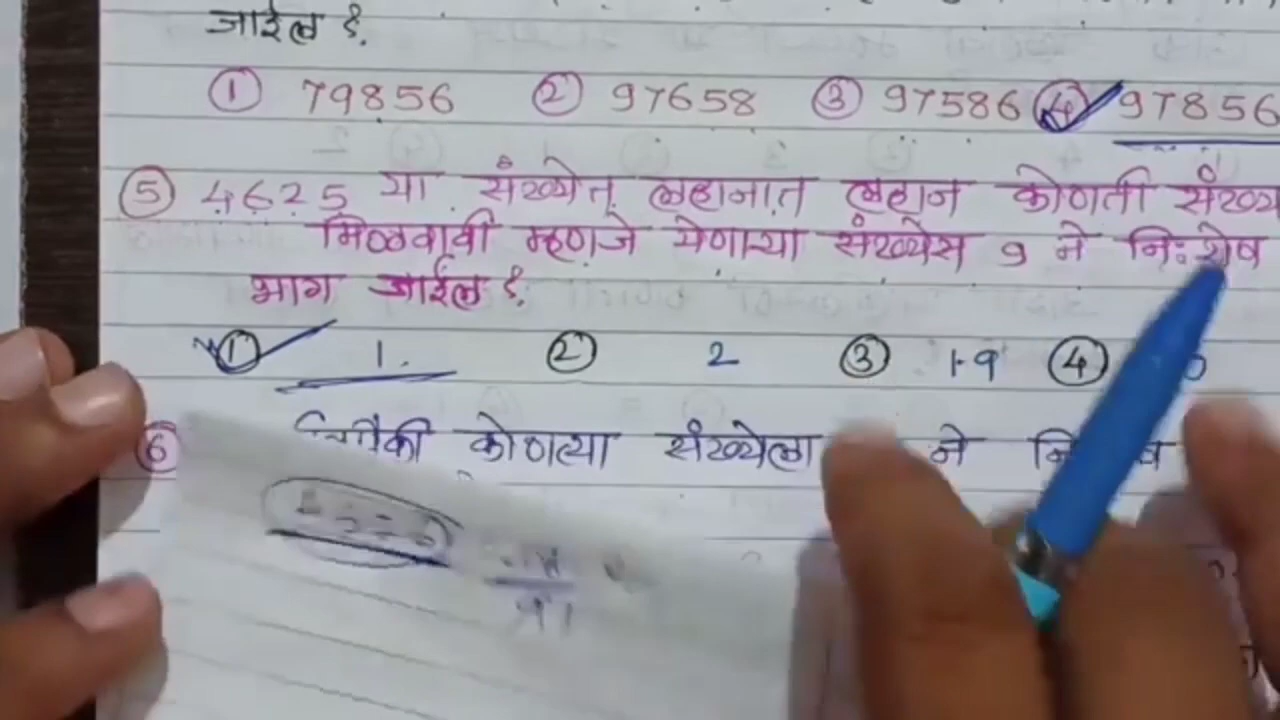 जाईल ?.
① 79856 ② 97658 ③ 97586 ④ 97856
⑤ 4625 या संख्येत लहानात लहान कोणती
मिळवावी म्हणजे येणाऱ्या संख्येस 9 ने नि:शेष
भाग जाईल ?.
① 1. ② 2 ③ 19 ④
⑥ कोणत्या संख्येला ने